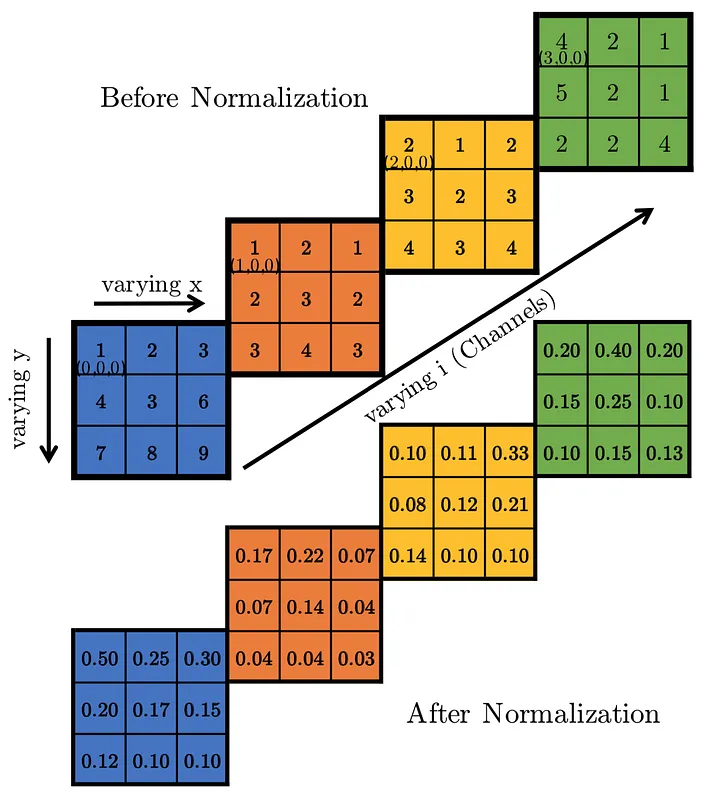 Before Normalization
4 2 1
(3,0,0)
5 2 1
2 2 4
2 1 2
(2,0,0)
3 2 3
4 3 4
1 2 1
(1,0,0)
2 3 2
3 4 3
varying x
varying y
1 2 3
(0,0,0)
4 3 6
7 8 9
varying i (Channels)
0.20 0.40 0.20
0.15 0.25 0.10
0.10 0.15 0.13
0.10 0.11 0.33
0.08 0.12 0.21
0.14 0.10 0.10
0.17 0.22 0.07
0.07 0.14 0.04
0.04 0.04 0.03
0.50 0.25 0.30
0.20 0.17 0.15
0.12 0.10 0.10
After Normalization